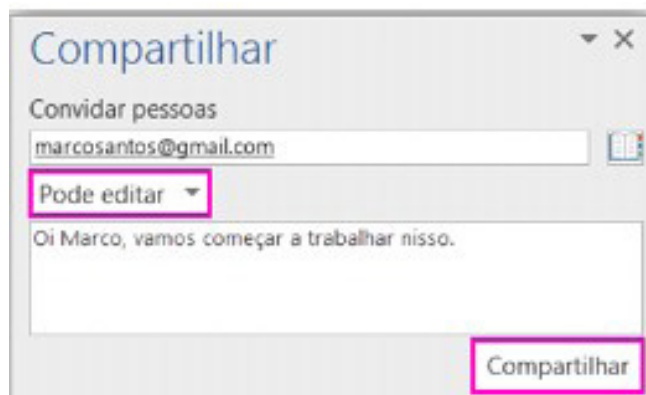 Compartilhar
Convidar pessoas
marcosantos@gmail.com
Pode editar
Oi Marco, vamos começar a trabalhar nisso.
Compartilhar